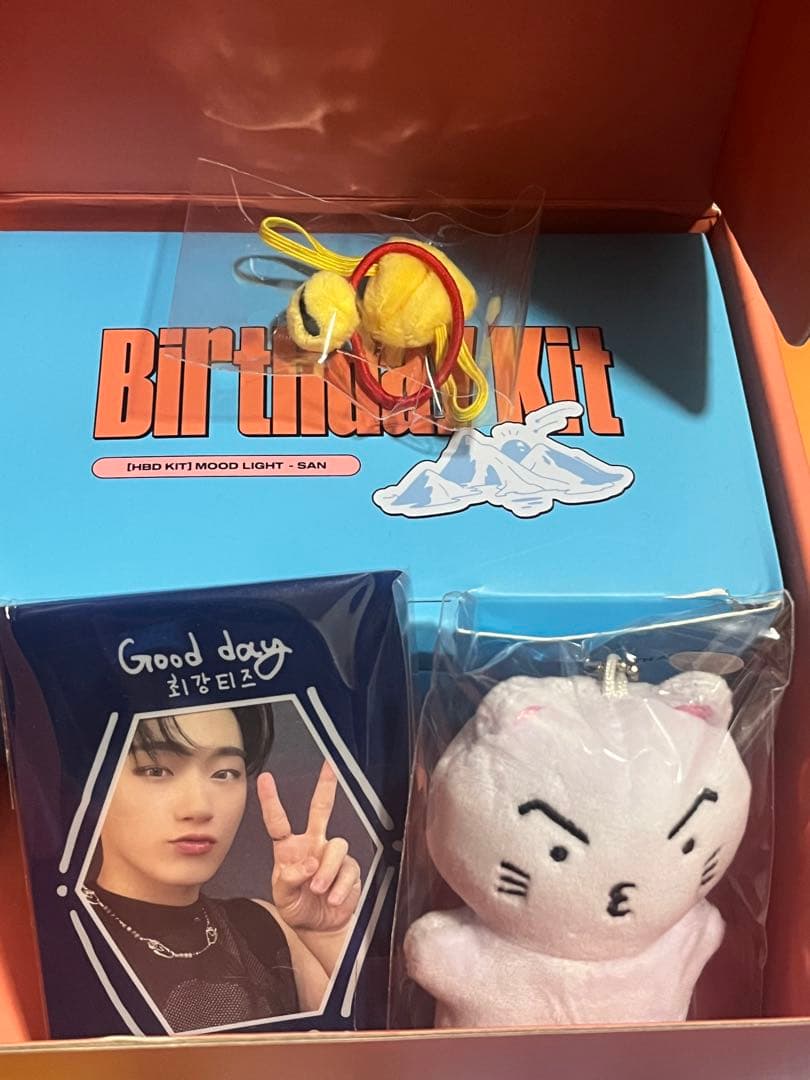 Birthday Kit
[HBD KIT] MOOD LIGHT - SAN
Good day
최강티즈